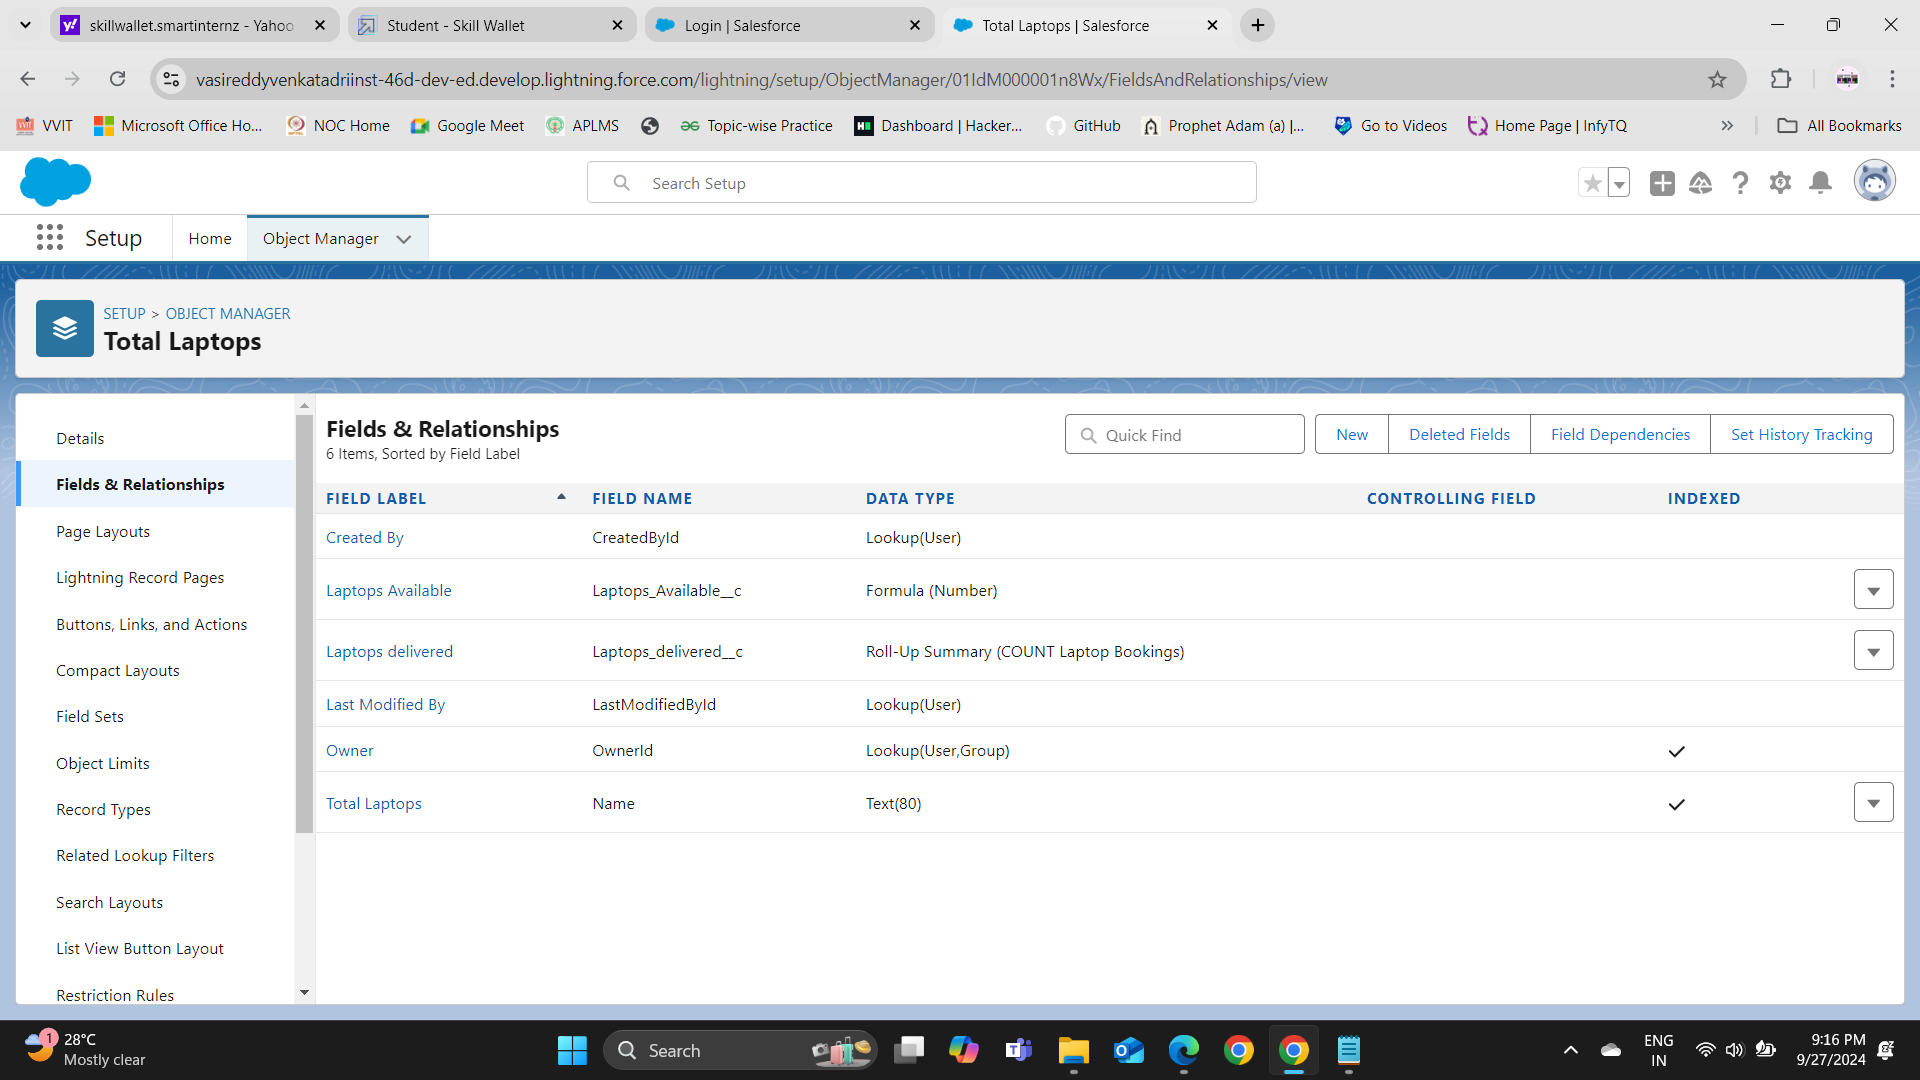 skillwallet.smartinternz - Yahoo
Student - Skill Wallet
Login | Salesforce
Total Laptops | Salesforce
vasireddyvenkatadriinst-46d-dev-ed.develop.lightning.force.com/lightning/setup/ObjectManager/01IdM000001n8Wx/FieldsAndRelationships/view
VVIT
Microsoft Office Ho...
NOC Home
Google Meet
APLMS
Topic-wise Practice
Dashboard | Hacker...
GitHub
Prophet Adam (a) |...
Go to Videos
Home Page | InfyTQ
All Bookmarks
Search Setup
Setup
Home
Object Manager
SETUP > OBJECT MANAGER
Total Laptops
Details
Fields & Relationships
Page Layouts
Lightning Record Pages
Buttons, Links, and Actions
Compact Layouts
Field Sets
Object Limits
Record Types
Related Lookup Filters
Search Layouts
List View Button Layout
Restriction Rules
Fields & Relationships
6 Items, Sorted by Field Label
Quick Find
New
Deleted Fields
Field Dependencies
Set History Tracking
FIELD LABEL FIELD NAME DATA TYPE CONTROLLING FIELD INDEXED
Created By CreatedById Lookup(User)
Laptops Available Laptops_Available__c Formula (Number)
Laptops delivered Laptops_delivered__c Roll-Up Summary (COUNT Laptop Bookings)
Last Modified By LastModifiedById Lookup(User)
Owner OwnerId Lookup(User,Group)
Total Laptops Name Text(80)
1
28°C
Mostly clear
Search
ENG
IN
9:16 PM
9/27/2024